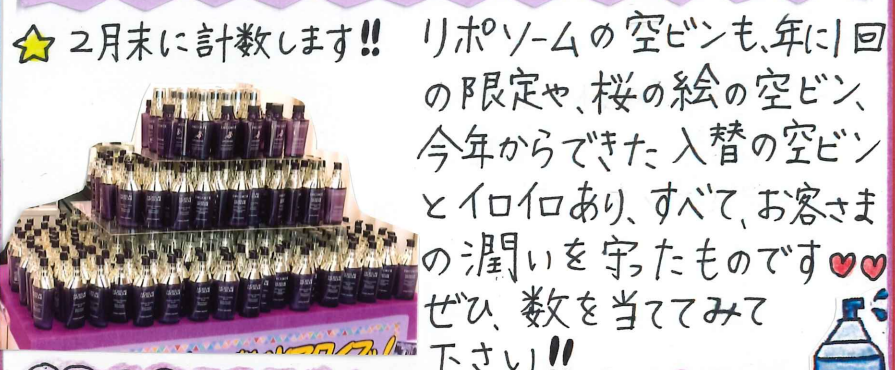 2月末に計数します!!
リポソームの空ビンも、年に1回
の限定や、桜の絵の空ビン、
今年からできた入替の空ビン
とイロイロあり、すべて、お客さま
の潤いを守ったものです
ぜひ、数を当ててみて
下さい!!